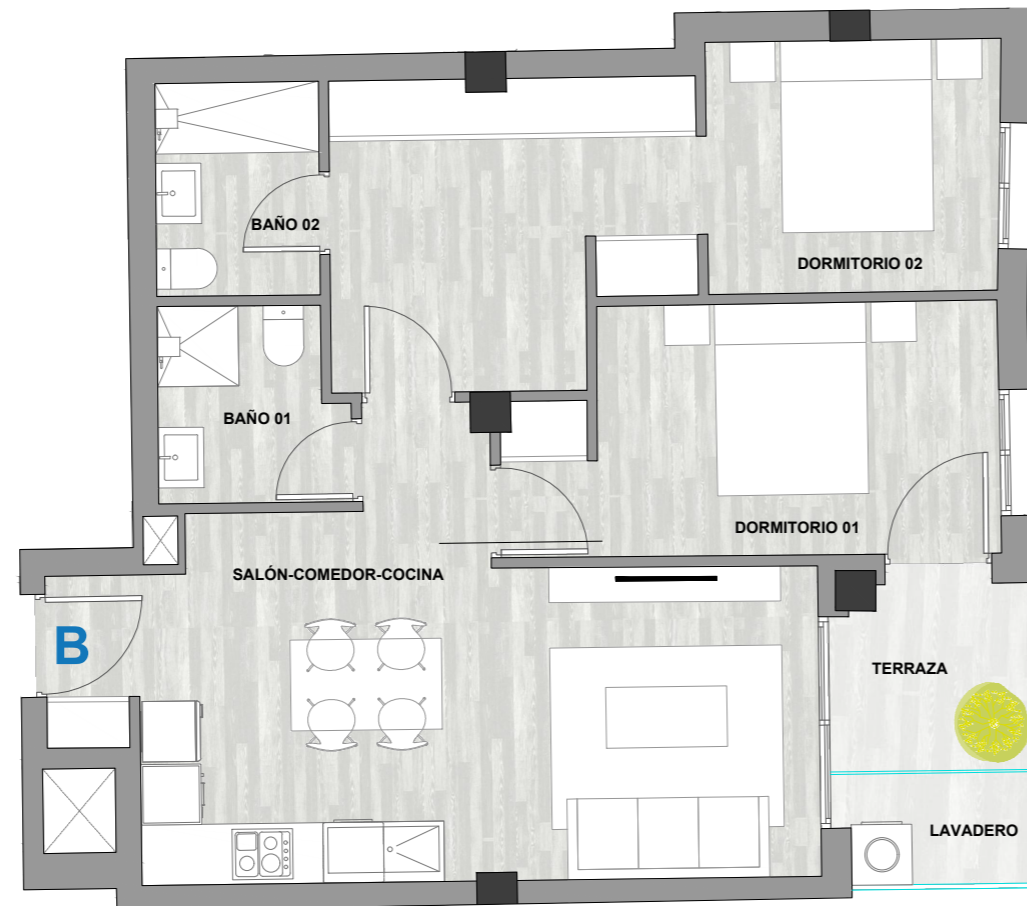 BAÑO 02
DORMITORIO 02
BAÑO 01
DORMITORIO 01
SALÓN-COMEDOR-COCINA
B
TERRAZA
LAVADERO